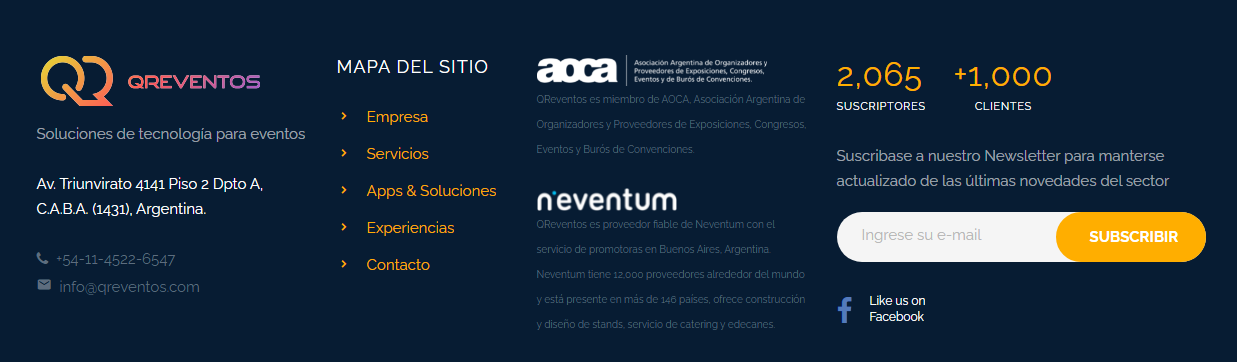 QREVENTOS
Soluciones de tecnología para eventos
Av. Triunvirato 4141 Piso 2 Dpto A,
C.A.B.A. (1431), Argentina.
+54-11-4522-6547
info@qreventos.com
MAPA DEL SITIO
Empresa
Servicios
Apps & Soluciones
Experiencias
Contacto
aoca
Asociación Argentina de Organizadores y
Proveedores de Exposiciones, Congresos,
Eventos y de Burós de Convenciones.
QReventos es miembro de AOCA, Asociación Argentina de
Organizadores y Proveedores de Exposiciones, Congresos,
Eventos y Burós de Convenciones.
n'eventum
QReventos es proveedor fiable de Neventum con el
servicio de promotoras en Buenos Aires, Argentina.
Neventum tiene 12.000 proveedores alrededor del mundo
y está presente en más de 146 países, ofrece construcción
y diseño de stands, servicio de catering y edecanes.
2,065 +1,000
SUSCRIPTORES CLIENTES
Suscribase a nuestro Newsletter para manterse
actualizado de las últimas novedades del sector
Ingrese su e-mail SUBSCRIBIR
Like us on
Facebook